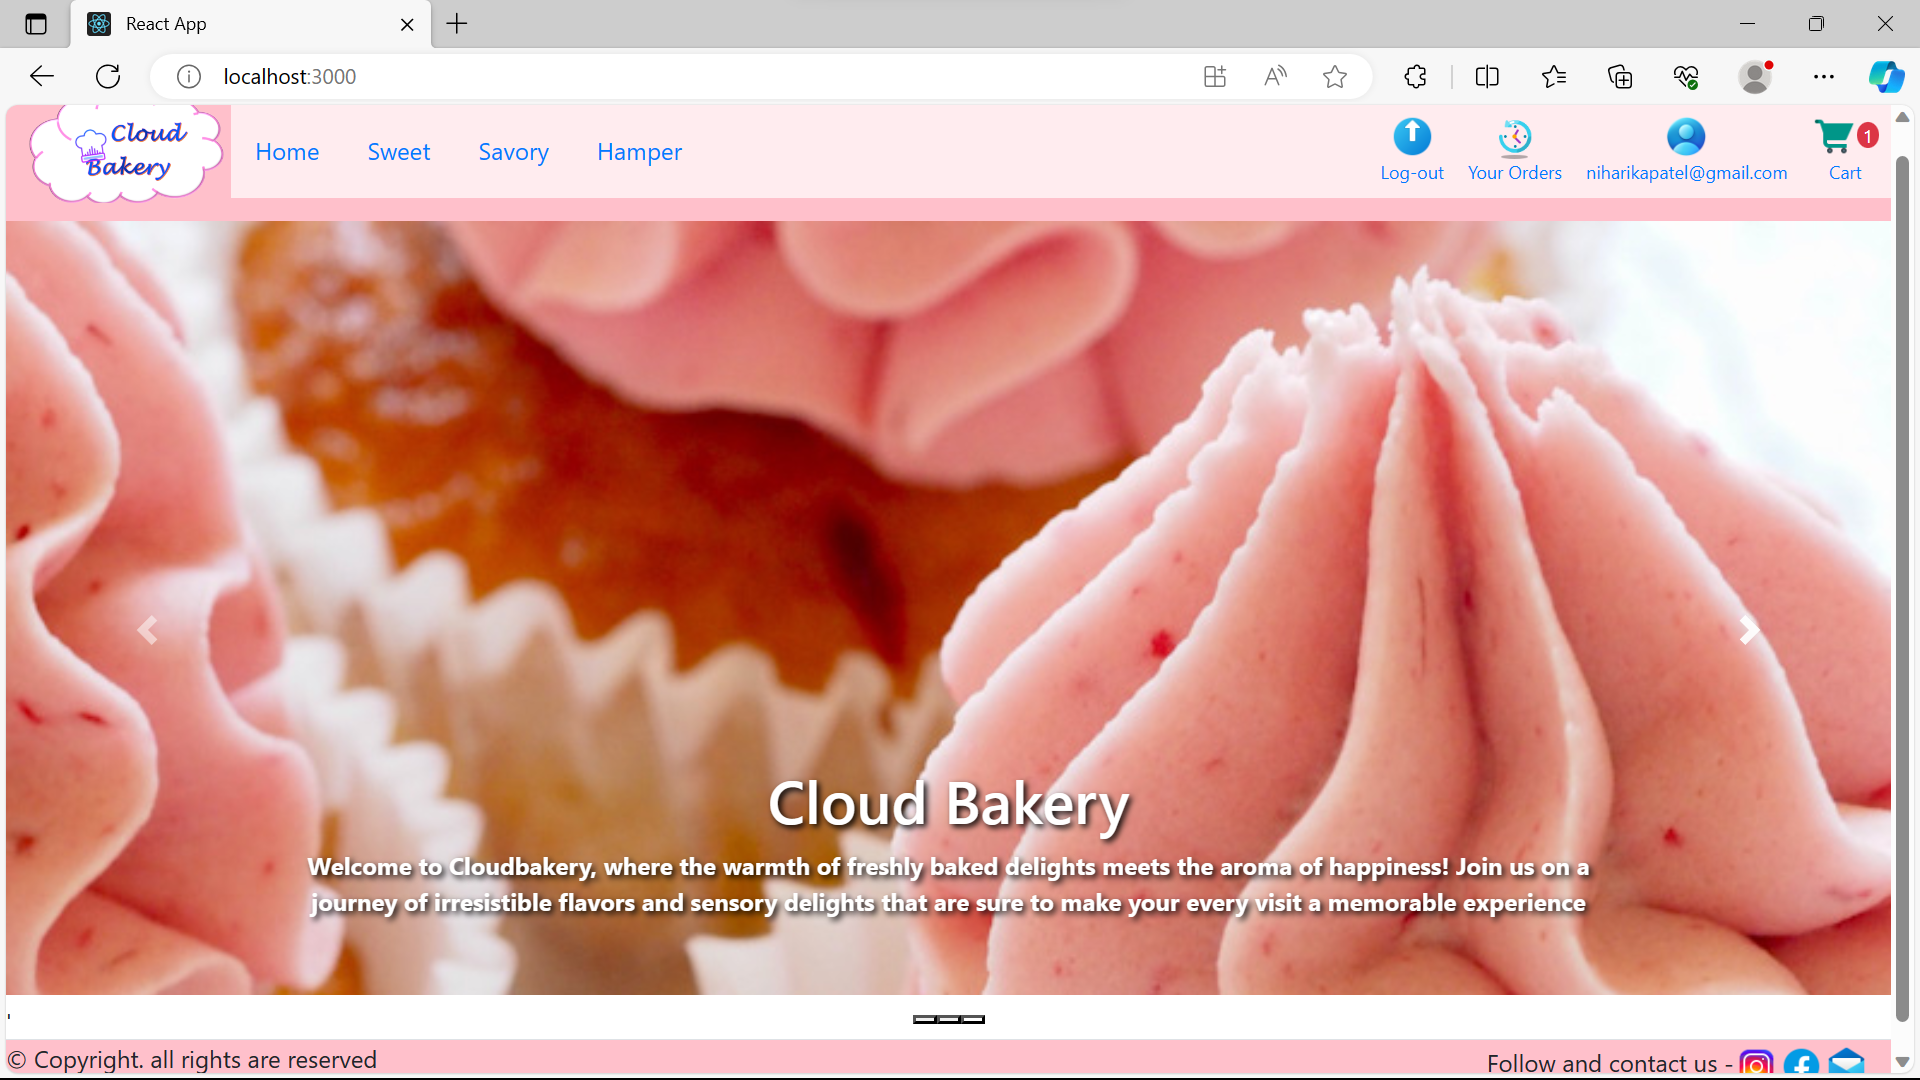 React App
localhost:3000
Cloud
Bakery
Home Sweet Savory Hamper
1
Log-out Your Orders niharikapatel@gmail.com Cart
Cloud Bakery
Welcome to Cloudbakery, where the warmth of freshly baked delights meets the aroma of happiness! Join us on a
journey of irresistible flavors and sensory delights that are sure to make your every visit a memorable experience
'
© Copyright. all rights are reserved
Follow and contact us -